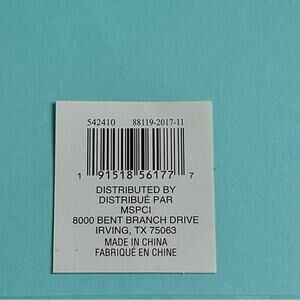 542410 88119-2017-11
1 91518 56177 7
DISTRIBUTED BY
DISTRIBUÉ PAR
MSPCI
8000 BENT BRANCH DRIVE
IRVING, TX 75063
MADE IN CHINA
FABRIQUÉ EN CHINE